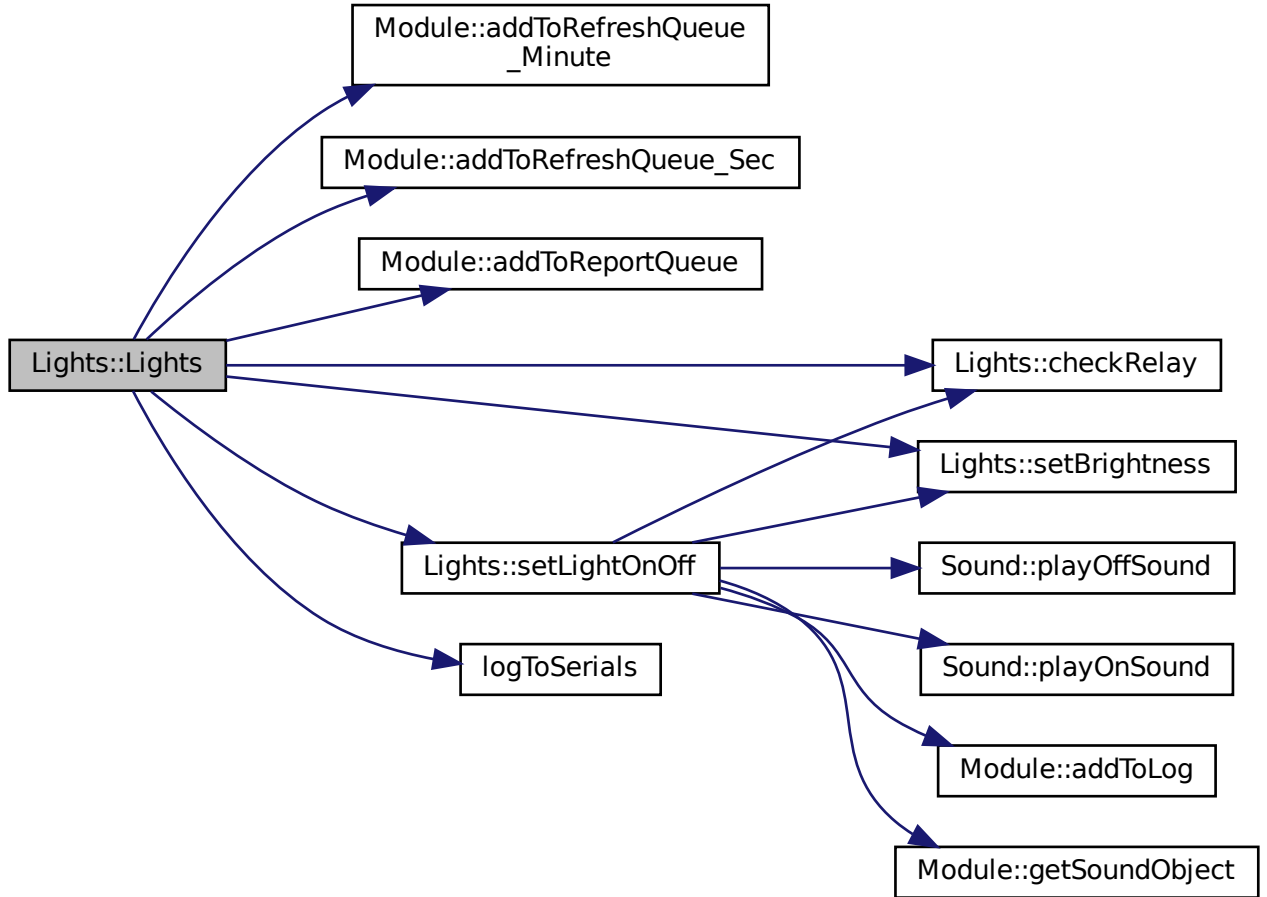 Module::addToRefreshQueue
_Minute
Module::addToRefreshQueue_Sec
Module::addToReportQueue
Lights::Lights
Lights::checkRelay
Lights::setBrightness
Lights::setLightOnOff
Sound::playOffSound
Sound::playOnSound
logToSerials
Module::addToLog
Module::getSoundObject